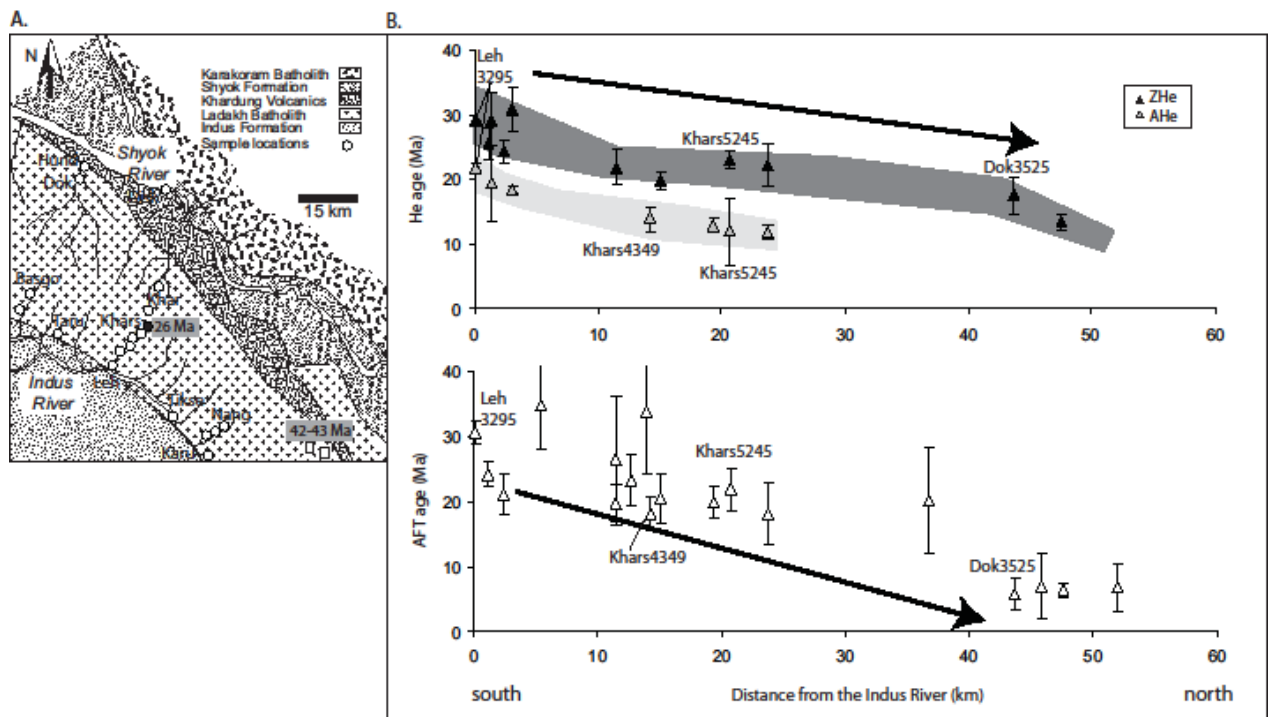 A.
N
Karakoram Batholith
Shyok Formation
Khardung Volcanics
Ladakh Batholith
Indus Formation
Sample locations
Shyok
River
15 km
Dok
Basgo
Khar
Khars
26 Ma
Indus
River
Leh
Nang
42-43 Ma
Karu
B.
He age (Ma)
40
30
20
10
0
Leh
3295
Khars5245
Dok3525
Khars4349
Khars5245
ZHe
AHe
0 10 20 30 40 50 60
AFT age (Ma)
40
30
20
10
0
Leh
3295
Khars5245
Khars4349
Dok3525
0 10 20 30 40 50 60
south Distance from the Indus River (km) north